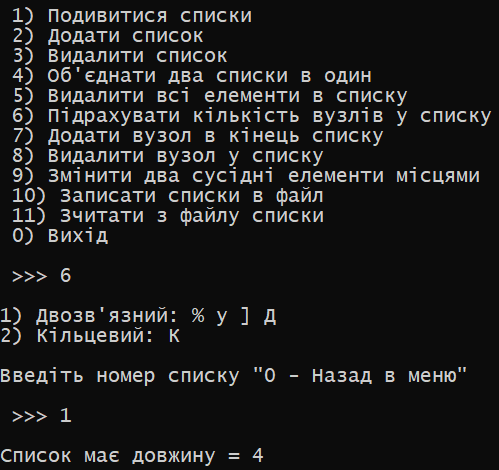 1) Подивитися списки
2) Додати список
3) Видалити список
4) Об'єднати два списки в один
5) Видалити всі елементи в списку
6) Підрахувати кількість вузлів у списку
7) Додати вузол в кінець списку
8) Видалити вузол у списку
9) Змінити два сусідні елементи місцями
10) Записати списки в файл
11) Зчитати з файлу списки
0) Вихід
>>> 6
1) Двозв'язний: % у ] Д
2) Кільцевий: К
Введіть номер списку "0 – Назад в меню"
>>> 1
Список має довжину = 4